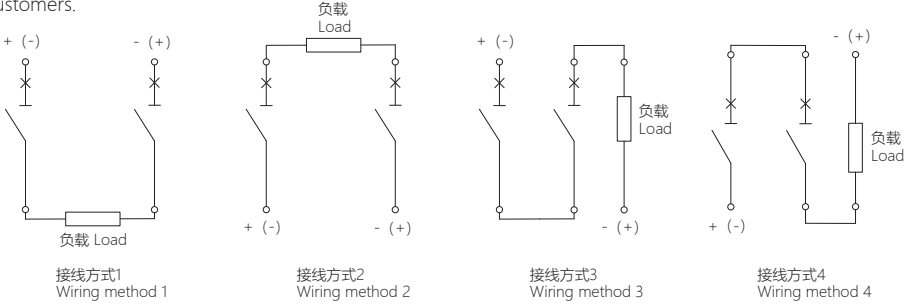 ustomers.
+ (-)
- (+)
负载 Load
接线方式1
Wiring method 1
负载
Load
+ (-)
- (+)
接线方式2
Wiring method 2
+ (-)
负载
Load
- (+)
接线方式3
Wiring method 3
- (+)
负载
Load
+ (-)
接线方式4
Wiring method 4